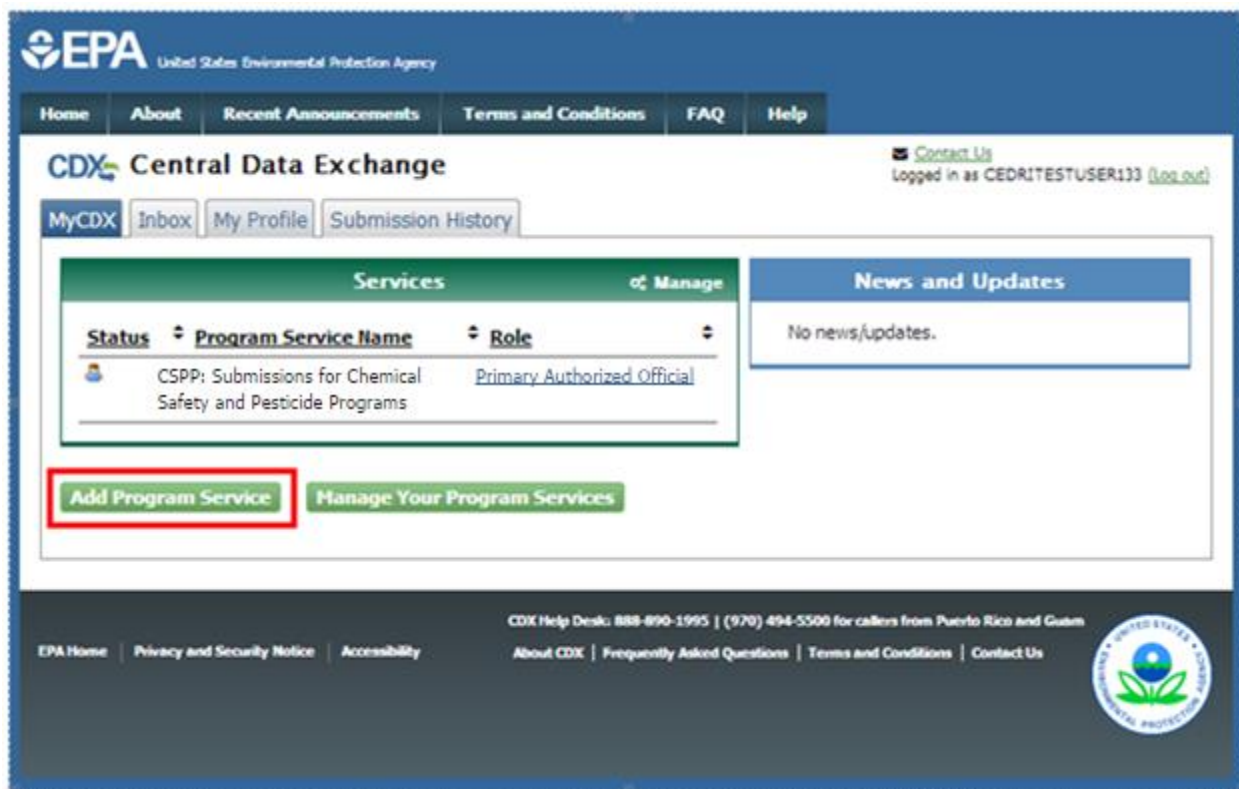 EPA United States Environmental Protection Agency
Home About Recent Announcements Terms and Conditions FAQ Help
CDX Central Data Exchange
Contact Us
Logged in as CEDRITESTUSER133 (Log out)
MyCDX Inbox My Profile Submission History
Services Manage
Status Program Service Name Role
CSPP: Submissions for Chemical Primary Authorized Official
Safety and Pesticide Programs
News and Updates
No news/updates.
Add Program Service Manage Your Program Services
CDX Help Desk: 888-890-1995 | (970) 494-5500 for callers from Puerto Rico and Guam
EPA Home | Privacy and Security Notice | Accessibility About CDX | Frequently Asked Questions | Terms and Conditions | Contact Us
UNITED STATES ENVIRONMENTAL PROTECTION AGENCY